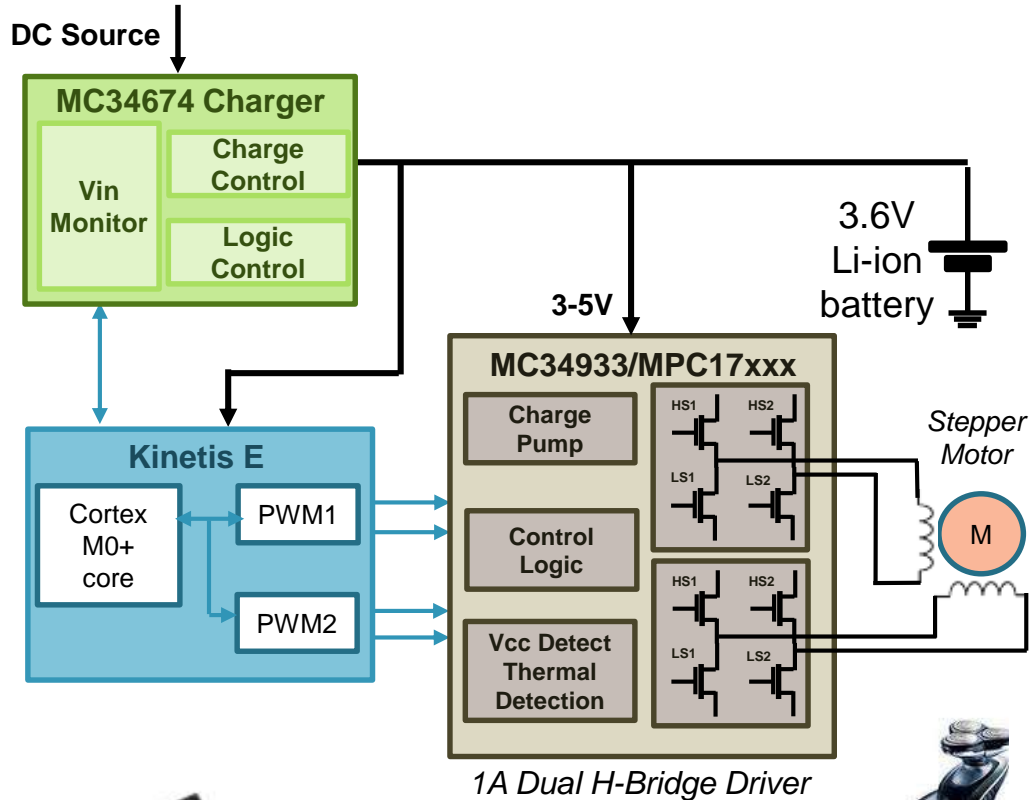 DC Source
MC34674 Charger
Vin
Monitor
Charge
Control
Logic
Control
3.6V
Li-ion
battery
3-5V
MC34933/MPC17xxx
Charge
Pump
Control
Logic
Vcc Detect
Thermal
Detection
HS1
HS2
LS1
LS2
HS1
HS2
LS1
LS2
Stepper
Motor
M
Kinetis E
Cortex
M0+
core
PWM1
PWM2
1A Dual H-Bridge Driver